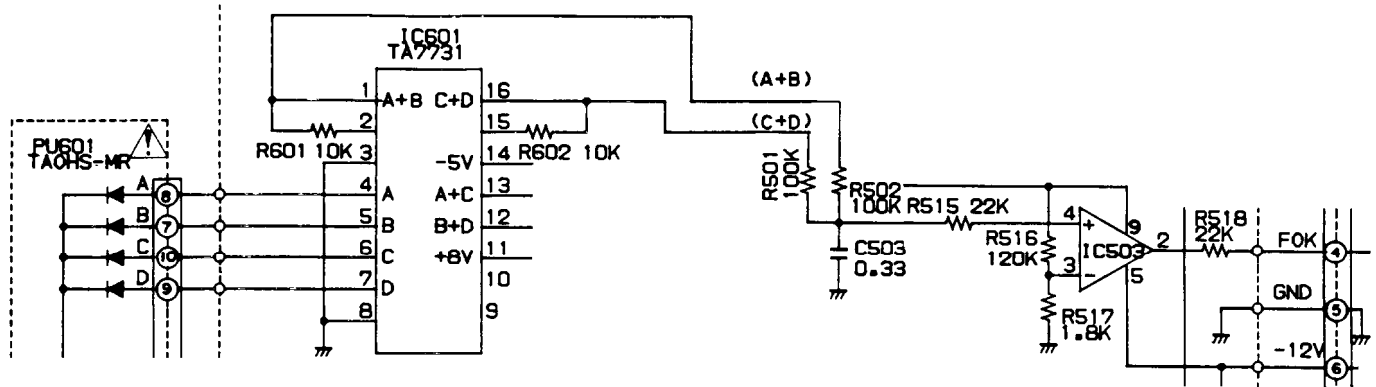 IC601
TA7731
(A+B)
(C+D)
1 A+B C+D 16
2 15
R601 10K
R602 10K
3 -5V 14
PU601
TAOHS-MR
A 8 4 A A+C 13
B 7 5 B B+D 12
C 10 6 C +8V 11
D 9 7 D 10
8 9
R501
100K
R502
100K
R515 22K
C503
0.33
R516
120K
R517
1.8K
4 +
3 -
IC503
9
2
5
R518
22K
FOK 4
GND 5
-12V 6